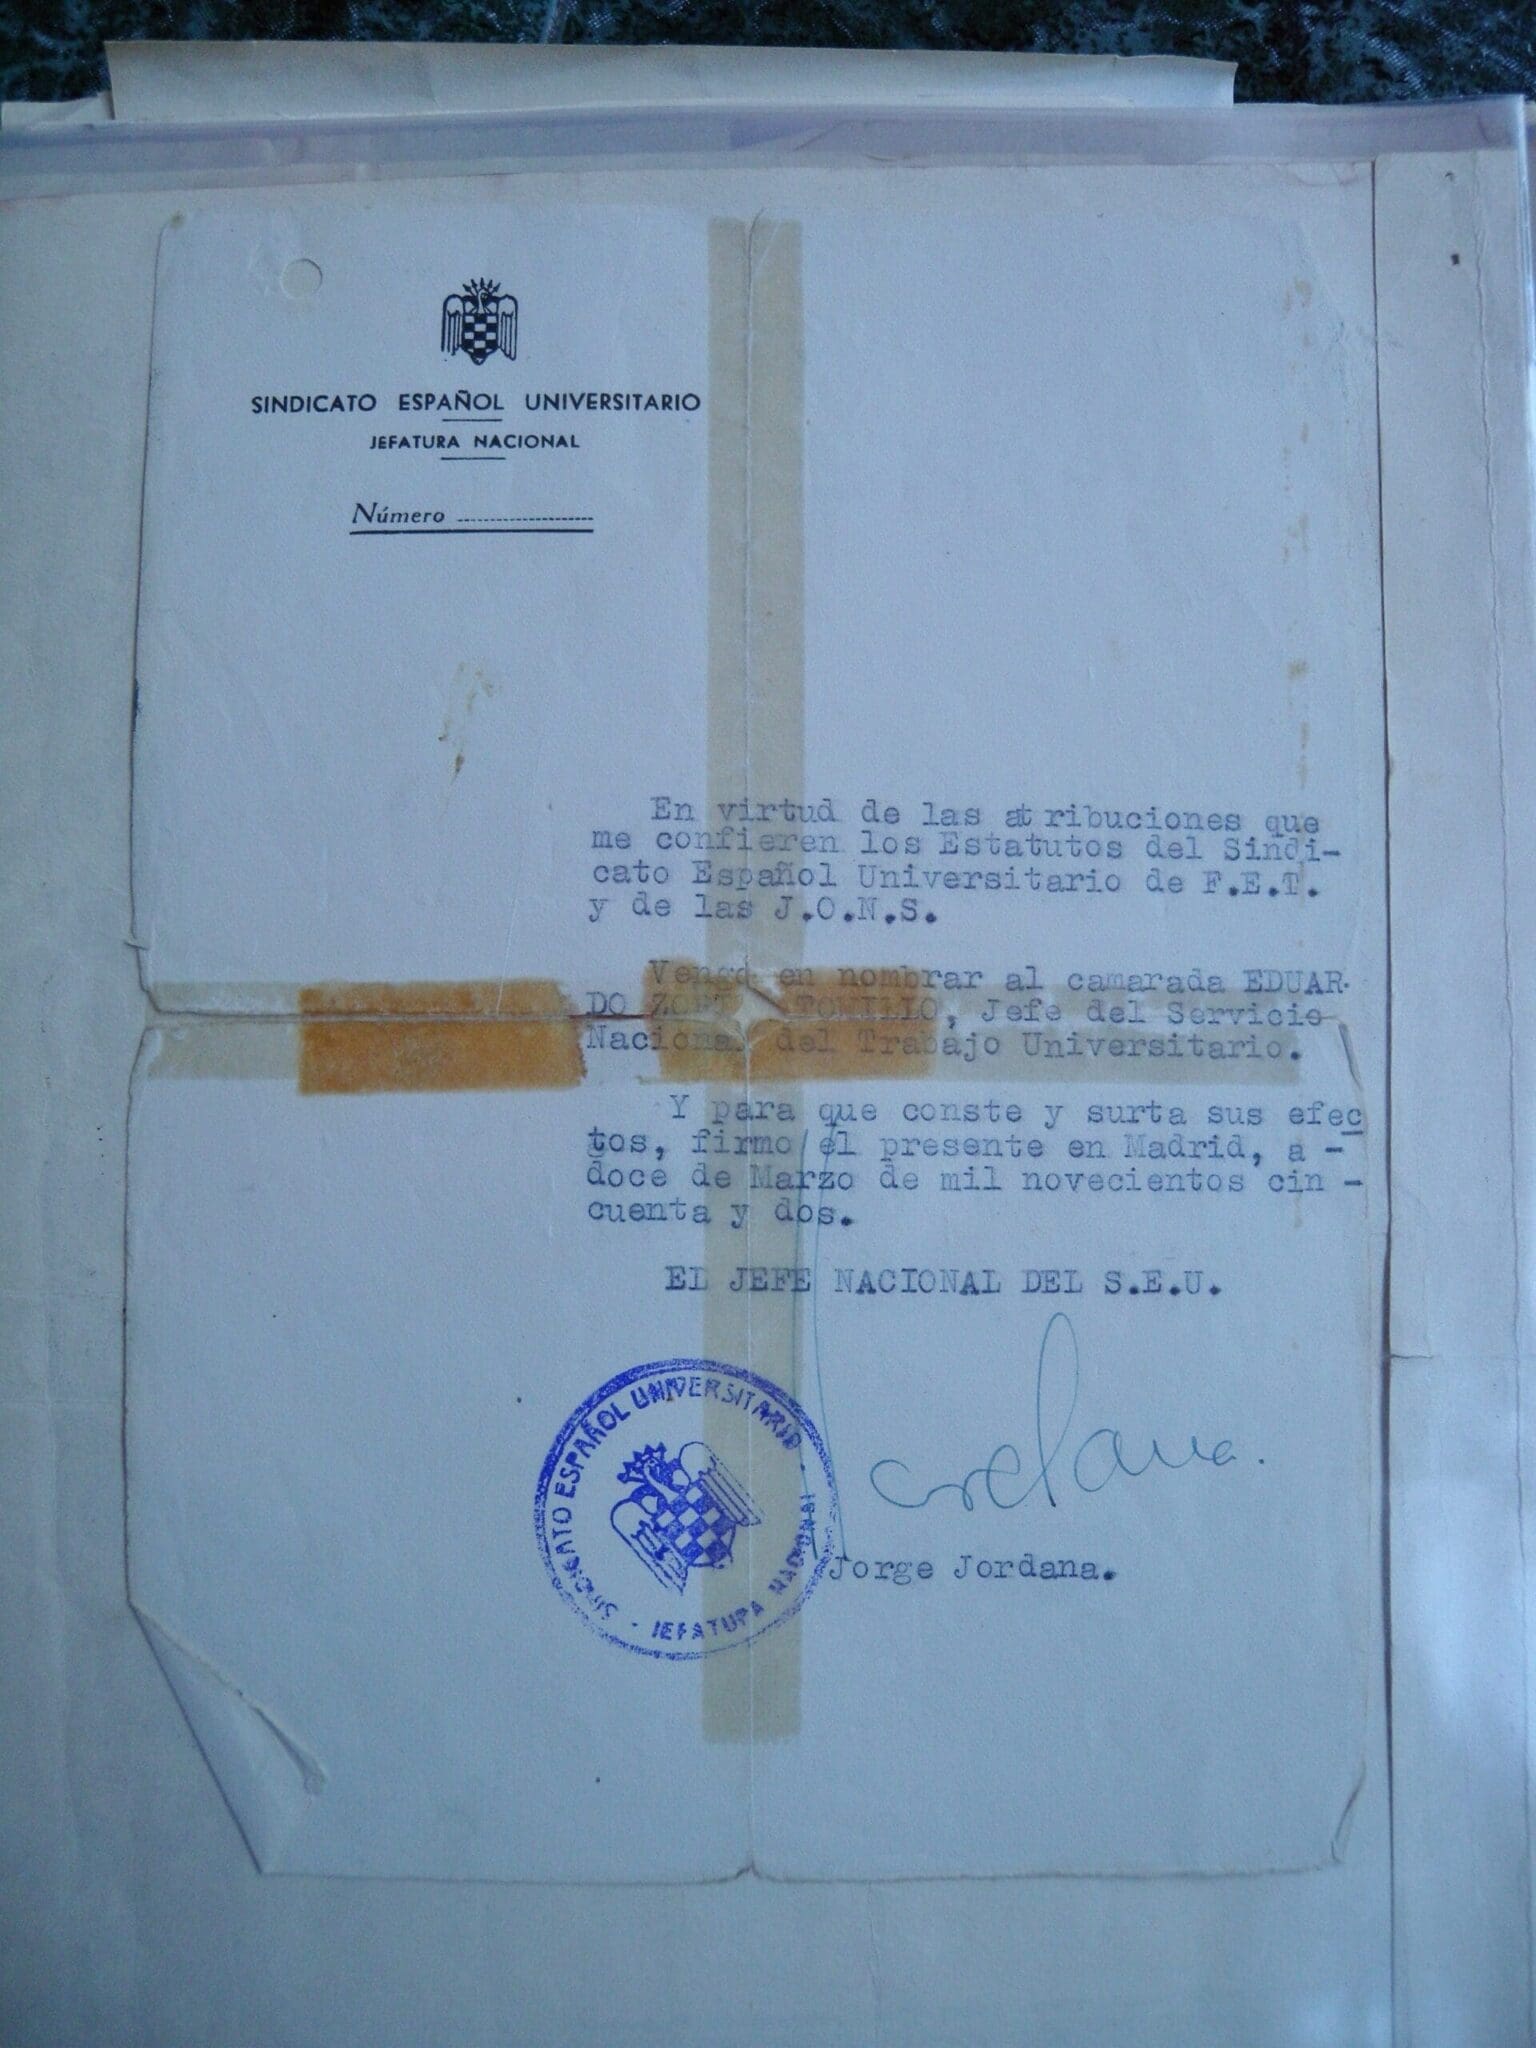 SINDICATO ESPAÑOL UNIVERSITARIO
JEFATURA NACIONAL
Número
En virtud de las atribuciones que
me confieren los Estatutos del Sindi-
cato Español Universitario de F.E.T.
y de las J.O.N.S.
Vengo en nombrar al camarada EDUAR-
DO TOMILLO, Jefe del Servicio
Nacional del Trabajo Universitario.
Y para que conste y surta sus efec
tos, firmo el presente en Madrid, a -
doce de Marzo de mil novecientos cin -
cuenta y dos.
EL JEFE NACIONAL DEL S.E.U.
Jorge Jordana.
SINDICATO ESPAÑOL UNIVERSITARIO · JEFATURA NACIONAL ·